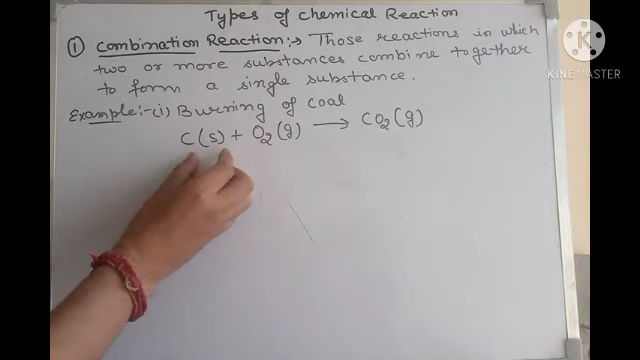 Types of Chemical Reaction
① Combination Reaction:→ Those reactions in which
two or more substances combine together
to form a single substance.
Example:-(i) Burning of coal
C(s) + O₂(g) ⟶ CO₂(g)
KINEMASTER